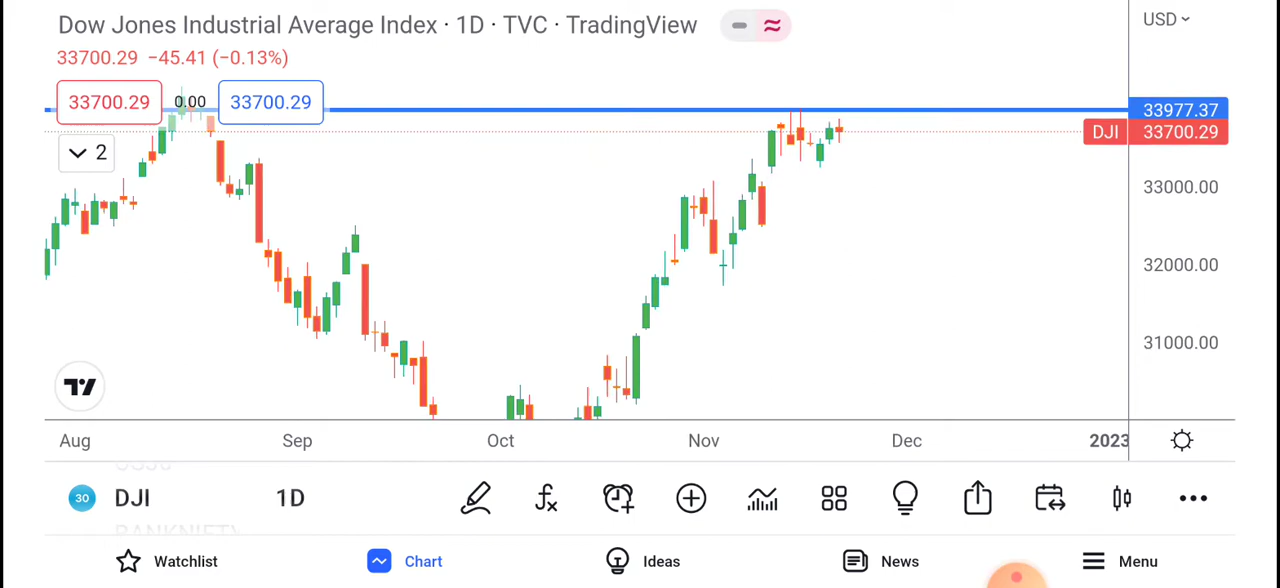 Dow Jones Industrial Average Index · 1D · TVC · TradingView
USD
33700.29 −45.41 (−0.13%)
33700.29 0.00 33700.29
33977.37
DJI 33700.29
2
33000.00
32000.00
31000.00
Aug Sep Oct Nov Dec 2023
30 DJI 1D
BANKNIFTY
Watchlist Chart Ideas News Menu